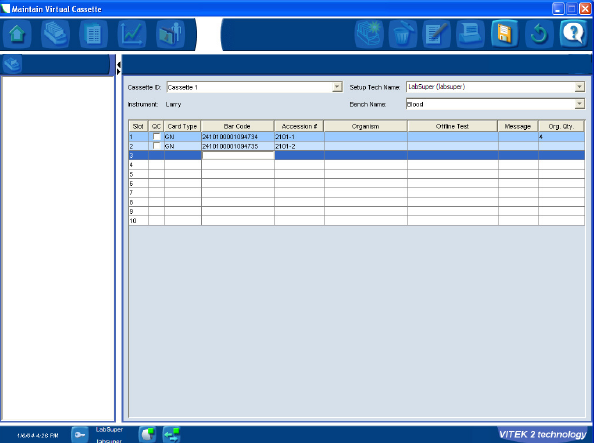 Maintain Virtual Cassette
Cassette ID: Cassette 1 Setup Tech Name: LabSuper (labsuper)
Instrument: Larry Bench Name: Blood
Slot QC Card Type Bar Code Accession # Organism Offline Test Message Org. Qty.
1 GN 2410100001094734 2101-1 4
2 GN 2410100001094735 2101-2
3
4
5
6
7
8
9
10
4:28 PM LabSuper
labsuper
VITEK 2 technology